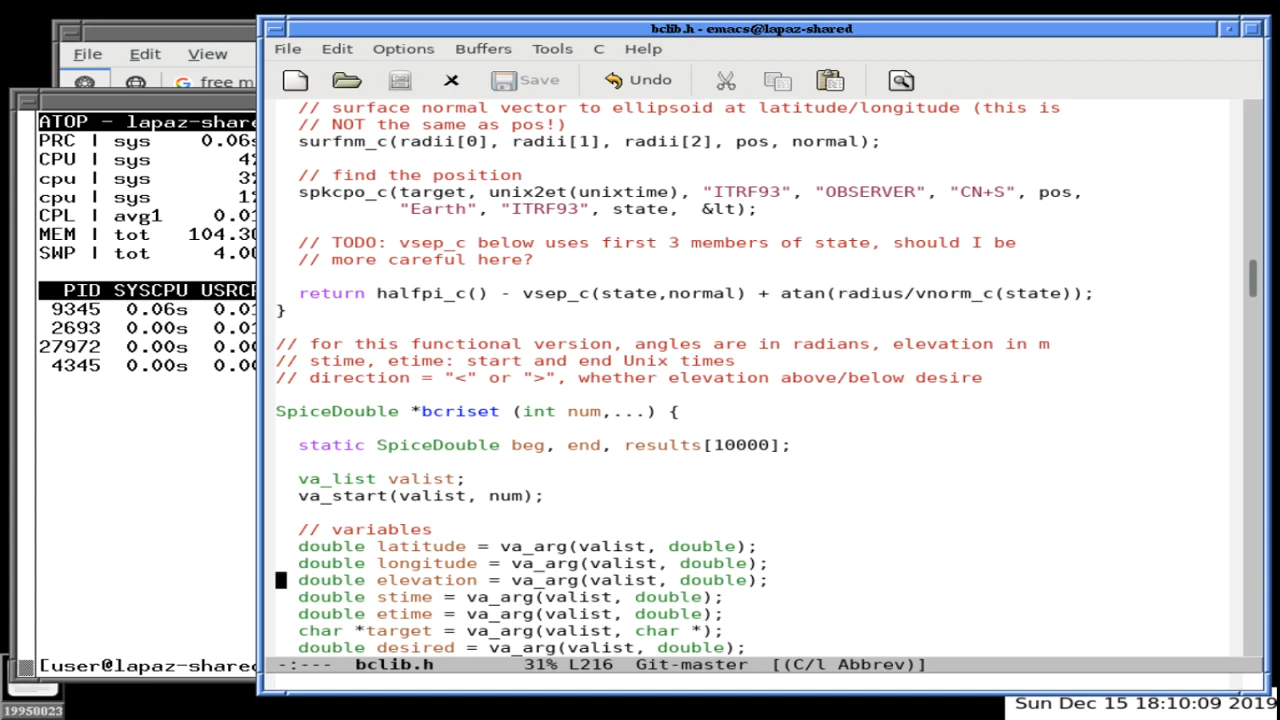 bclib.h - emacs@lapaz-shared
File Edit View
free m
ATOP - lapaz-share
PRC | sys 0.06s
CPU | sys 4%
cpu | sys 3%
cpu | sys 1%
CPL | avg1 0.01
MEM | tot 104.30
SWP | tot 4.00
PID SYSCPU USRCP
9345 0.06s 0.01
2693 0.00s 0.01
27972 0.00s 0.00
4345 0.00s 0.00
[user@lapaz-shared
19950023
File Edit Options Buffers Tools C Help
Save Undo
// surface normal vector to ellipsoid at latitude/longitude (this is
// NOT the same as pos!)
surfnm_c(radii[0], radii[1], radii[2], pos, normal);
// find the position
spkcpo_c(target, unix2et(unixtime), "ITRF93", "OBSERVER", "CN+S", pos,
"Earth", "ITRF93", state, &lt);
// TODO: vsep_c below uses first 3 members of state, should I be
// more careful here?
return halfpi_c() - vsep_c(state,normal) + atan(radius/vnorm_c(state));
}
// for this functional version, angles are in radians, elevation in m
// stime, etime: start and end Unix times
// direction = "<" or ">", whether elevation above/below desire
SpiceDouble *bcriset (int num,...) {
static SpiceDouble beg, end, results[10000];
va_list valist;
va_start(valist, num);
// variables
double latitude = va_arg(valist, double);
double longitude = va_arg(valist, double);
double elevation = va_arg(valist, double);
double stime = va_arg(valist, double);
double etime = va_arg(valist, double);
char *target = va_arg(valist, char *);
double desired = va_arg(valist, double);
-:--- bclib.h 31% L216 Git-master [(C/l Abbrev)]
Sun Dec 15 18:10:09 2019